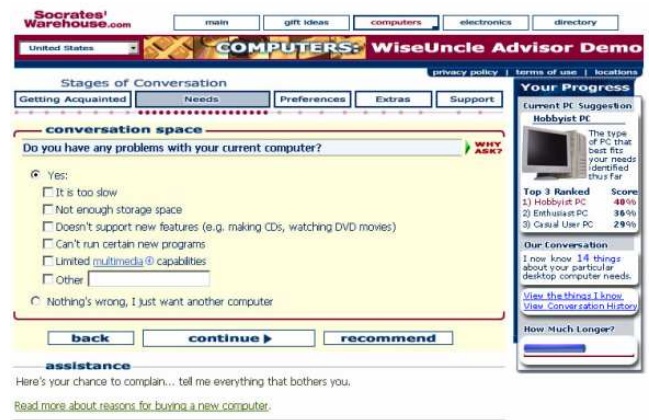 Socrates'
Warehouse.com
main
gift ideas
computers
electronics
directory
United States
COMPUTERS: WiseUncle Advisor Demo
privacy policy | terms of use | locations
Stages of Conversation
Getting Acquainted
Needs
Preferences
Extras
Support
conversation space
Do you have any problems with your current computer?
WHY
ASK?
Yes:
It is too slow
Not enough storage space
Doesn't support new features (e.g. making CDs, watching DVD movies)
Can't run certain new programs
Limited multimedia capabilities
Other
Nothing's wrong, I just want another computer
back
continue
recommend
assistance
Here's your chance to complain... tell me everything that bothers you.
Read more about reasons for buying a new computer.
Your Progress
Current PC Suggestion
Hobbyist PC
The type
of PC that
best fits
your needs
identified
thus far
Top 3 Ranked Score
1) Hobbyist PC 40%
2) Enthusiast PC 36%
3) Casual User PC 29%
Our Conversation
I now know 14 things
about your particular
desktop computer needs.
View the things I know
View Conversation History
How Much Longer?